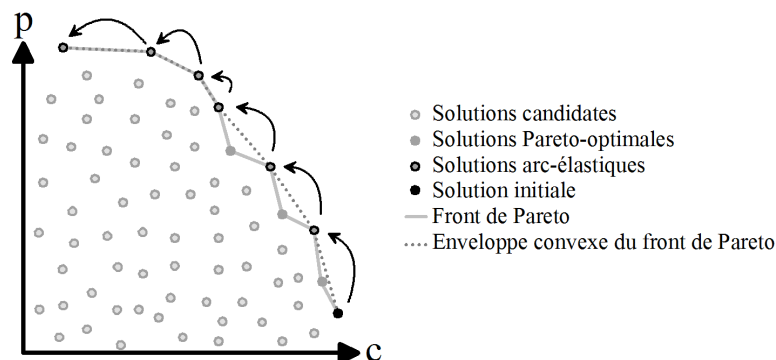 p
Solutions candidates
Solutions Pareto-optimales
Solutions arc-élastiques
Solution initiale
Front de Pareto
Enveloppe convexe du front de Pareto
c